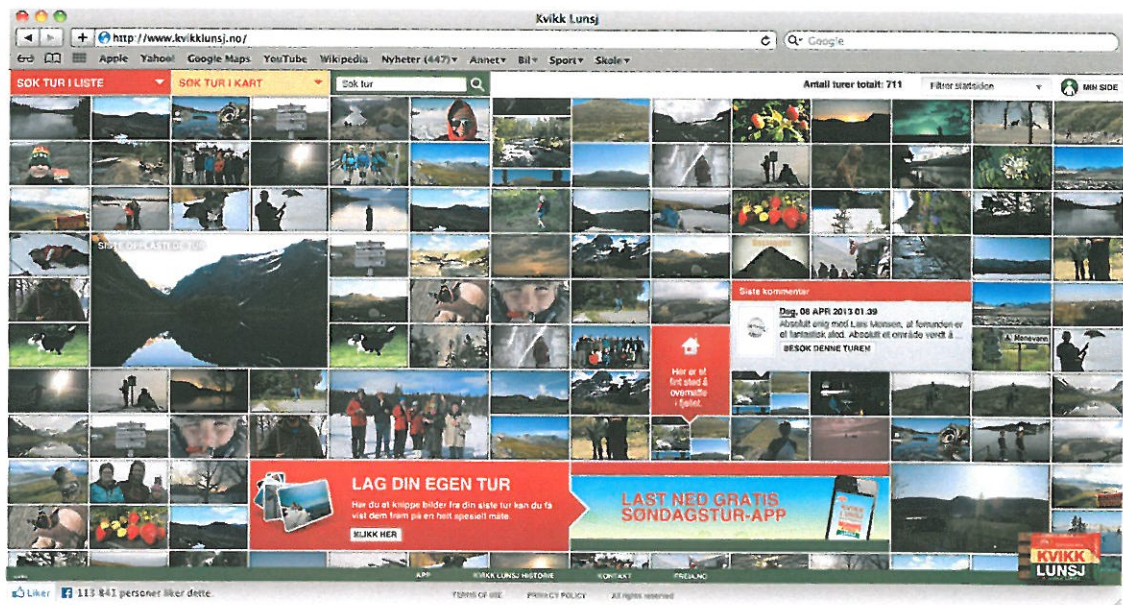 Kvikk Lunsj
http://www.kvikklunsj.no/
Google
Apple Yahoo! Google Maps YouTube Wikipedia Nyheter (447) Annet Bil Sport Skole
SØK TUR I LISTE
SØK TUR I KART
Søk tur
Antall turer totalt: 711
Filtrer startsiden
MIN SIDE
SISTE OPPLASTEDE TUR
Siste kommentar
Dag, 08 APR 2013 01:39
Absolutt enig med Lars Monsen, at femunden er
et fantastisk sted. Absolutt et område verdt å ...
BESØK DENNE TUREN
Her er et
fint sted å
overnatte
i fjellet.
Menevann
LAG DIN EGEN TUR
Har du et knippe bilder fra din siste tur kan du få
vist dem fram på en helt spesiell måte.
KLIKK HER
LAST NED GRATIS
SØNDAGSTUR-APP
KVIKK
LUNSJ
APP KVIKK LUNSJ HISTORIE KONTAKT FREIA.NO
Liker 113 841 personer liker dette.
TERMS OF USE PRIVACY POLICY All rights reserved